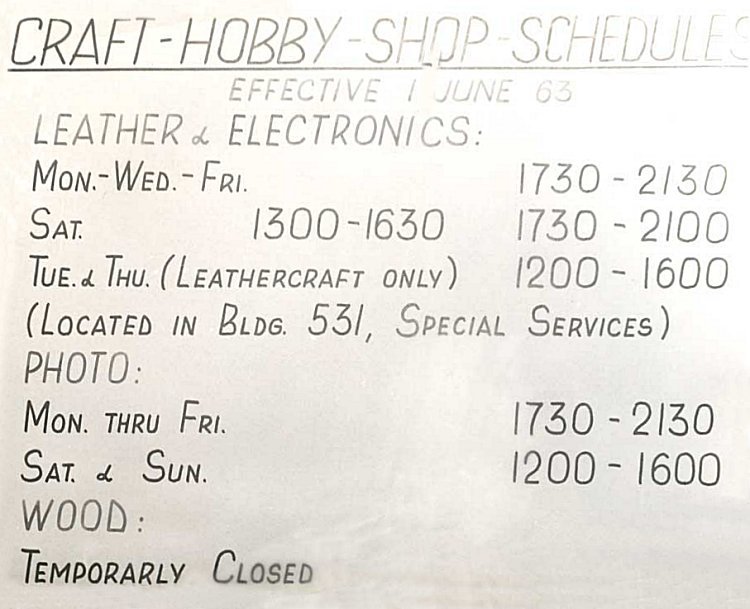 CRAFT-HOBBY-SHOP-SCHEDULES
EFFECTIVE 1 JUNE 63
LEATHER & ELECTRONICS:
MON.-WED.-FRI. 1730-2130
SAT. 1300-1630 1730-2100
TUE. & THU. (LEATHERCRAFT ONLY) 1200-1600
(LOCATED IN BLDG. 531, SPECIAL SERVICES)
PHOTO:
MON. THRU FRI. 1730-2130
SAT. & SUN. 1200-1600
WOOD:
TEMPORARLY CLOSED